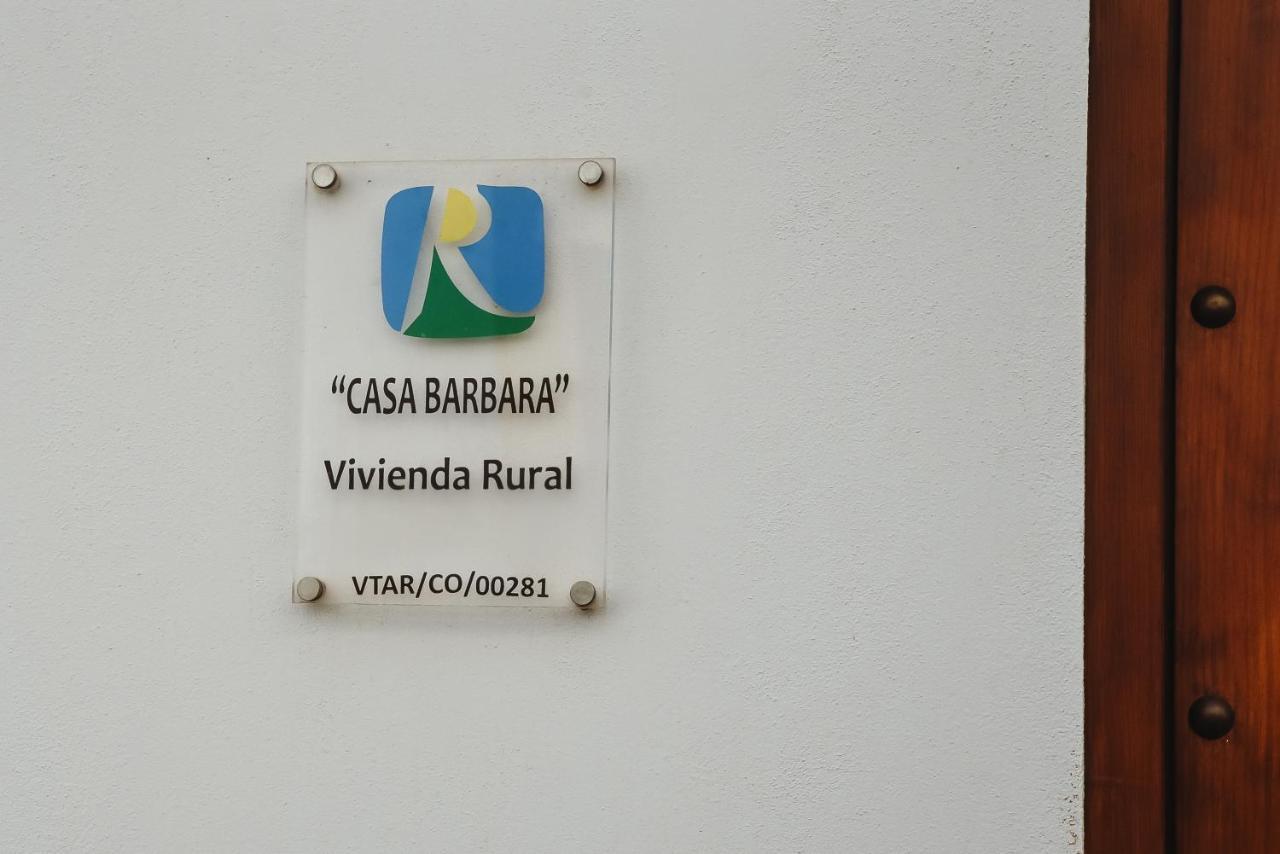 “CASA BARBARA”
Vivienda Rural
VTAR/CO/00281